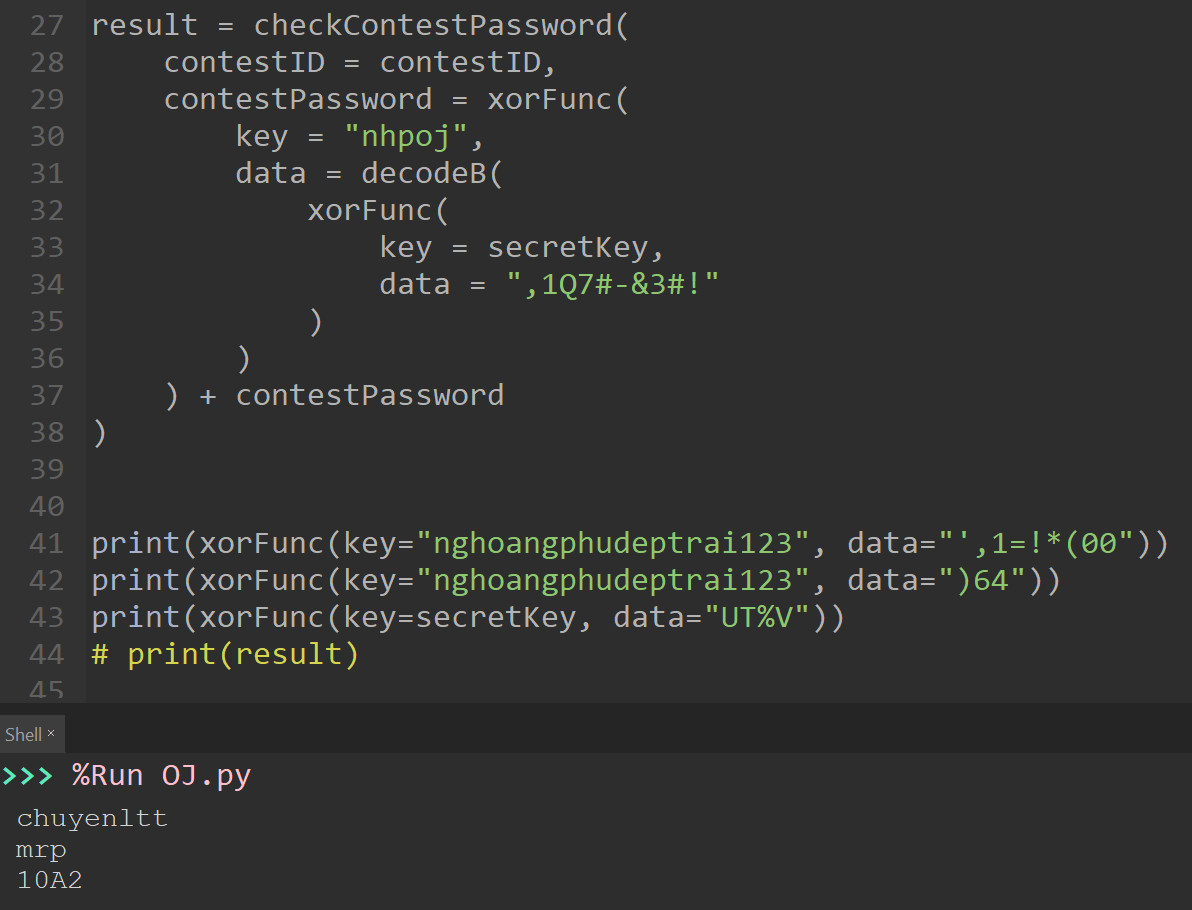 27 result = checkContestPassword(
28     contestID = contestID,
29     contestPassword = xorFunc(
30         key = "nhpoj",
31         data = decodeB(
32             xorFunc(
33                 key = secretKey,
34                 data = ",1Q7#-&3#!"
35             )
36         )
37     ) + contestPassword
38 )
39
40
41 print(xorFunc(key="nghoangphudeptrai123", data="',1=!*(00"))
42 print(xorFunc(key="nghoangphudeptrai123", data=")64"))
43 print(xorFunc(key=secretKey, data="UT%V"))
44 # print(result)
45
Shell ×
>>> %Run OJ.py
chuyenltt
mrp
10A2